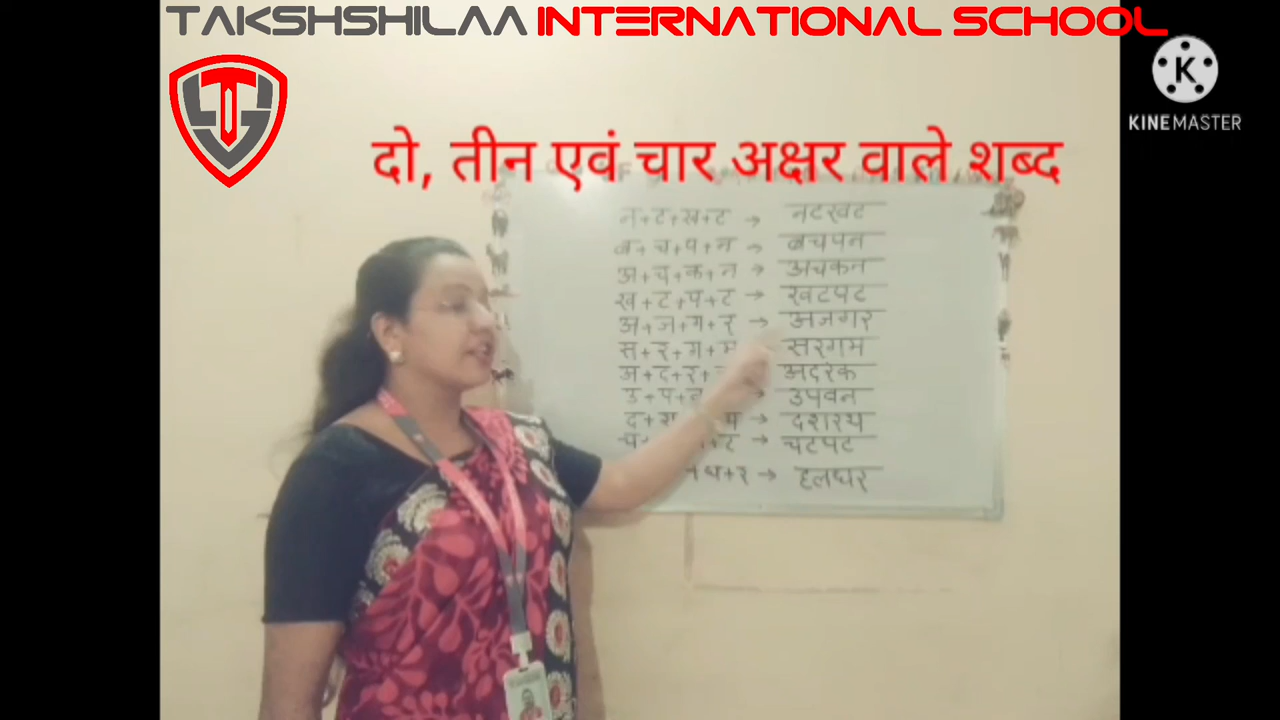 TAKSHSHILAA INTERNATIONAL SCHOOL
KINEMASTER
दो, तीन एवं चार अक्षर वाले शब्द
न+ट+ख+ट → नटखट
ब+च+प+न → बचपन
अ+च+क+न → अचकन
ख+ट+प+ट → खटपट
अ+ज+ग+र → अजगर
स+र+ग+म सरगम
अ+द+र+ अदरक
उ+प+व → उपवन
द+श → दशरथ
+ट → चटपट
ध+र → हलधर